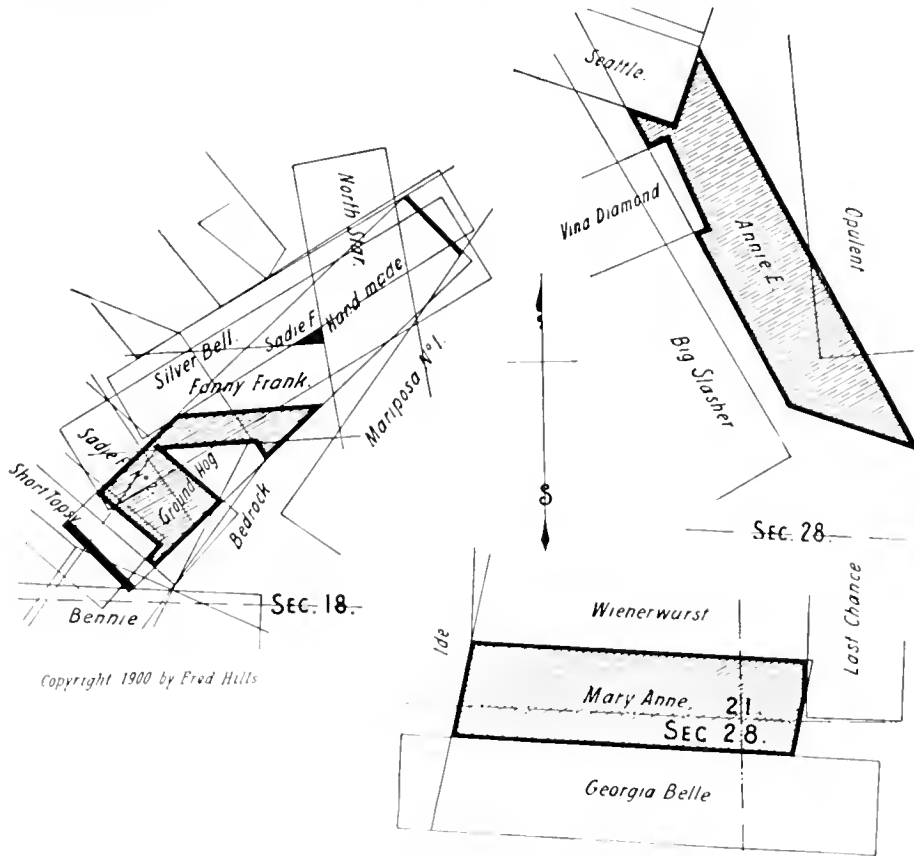 Seattle.
Vina Diamond
Annie E.
Opulent
Big Slasher
SEC. 28.
North Star.
Hand made
Sadie F.
Silver Bell.
Fanny Frank.
Mariposa No 1.
Sadie F. No 2
Ground Hog
Short Topsy
Bedrock
Bennie
SEC. 18.
S
Copyright 1900 by Fred Hills
Ide
Wienerwurst
Last Chance
Mary Anne. 21.
SEC 28.
Georgia Belle